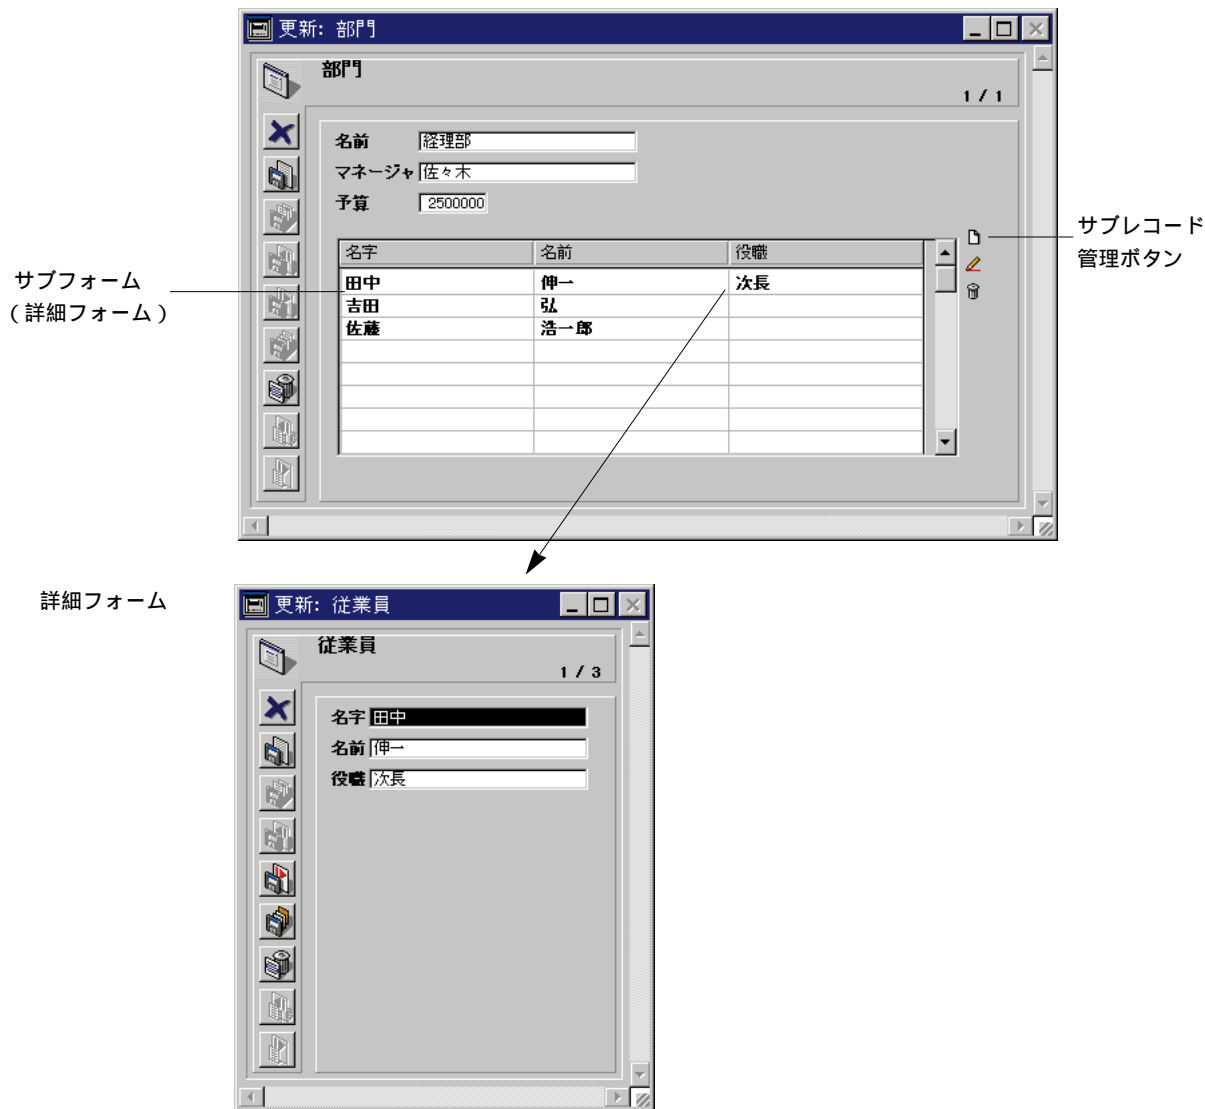 更新: 部門
部門
1 / 1
名前 経理部
マネージャ 佐々木
予算 2500000
サブレコード
管理ボタン
名字 名前 役職
サブフォーム
(詳細フォーム)
田中 伸一 次長
吉田 弘
佐藤 浩一郎
詳細フォーム
更新: 従業員
従業員
1 / 3
名字 田中
名前 伸一
役職 次長